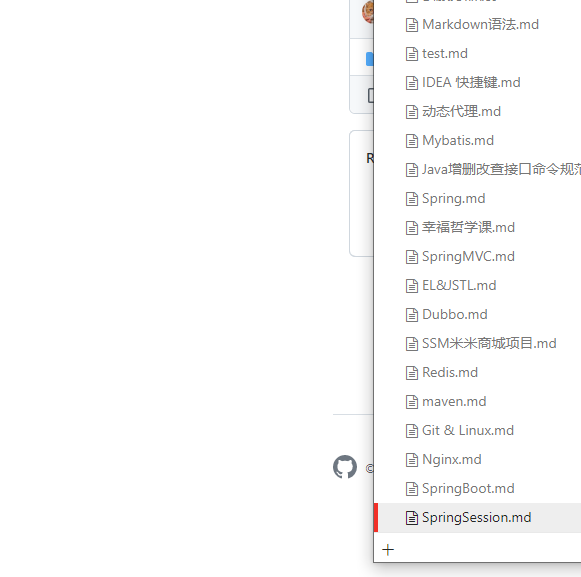 Markdown语法.md
test.md
IDEA 快捷键.md
动态代理.md
Mybatis.md
R
Java增删改查接口命令规范
Spring.md
幸福哲学课.md
SpringMVC.md
EL&JSTL.md
Dubbo.md
SSM米米商城项目.md
Redis.md
maven.md
Git & Linux.md
©
Nginx.md
SpringBoot.md
SpringSession.md